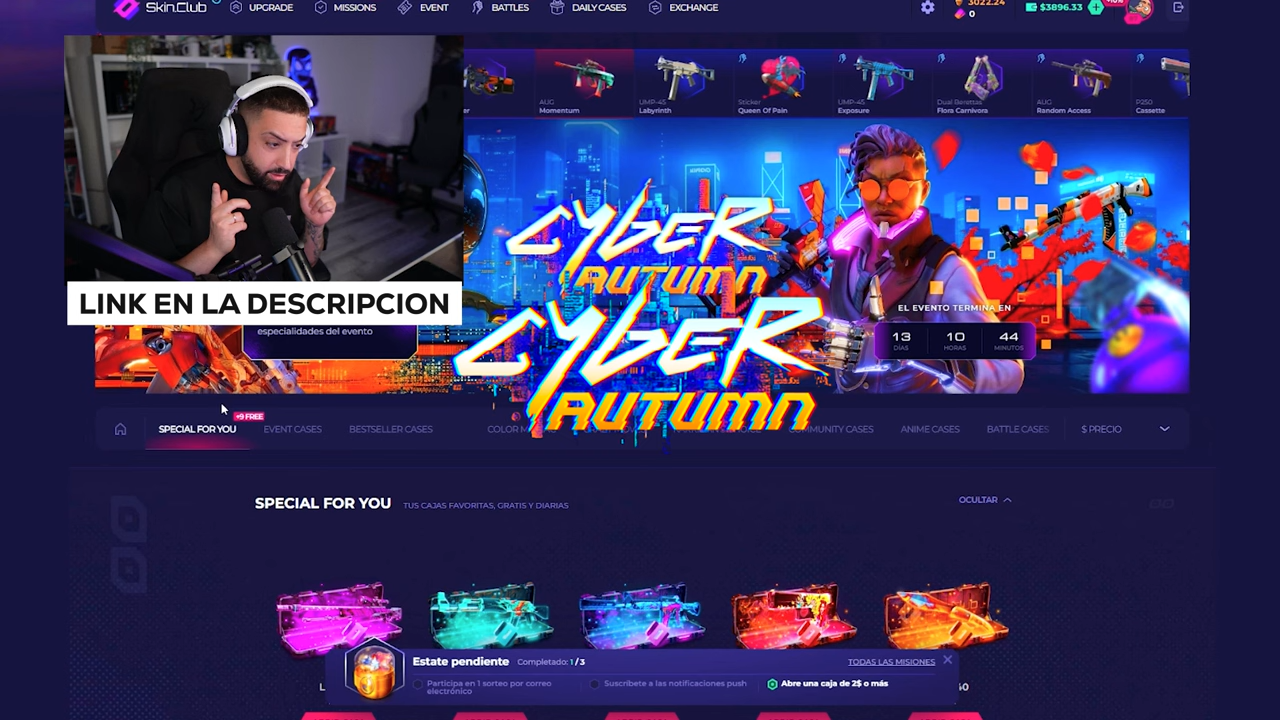 Skin.Club
UPGRADE
MISSIONS
EVENT
BATTLES
DAILY CASES
EXCHANGE
3022.24
0
$3896.33
AUG
Momentum
UMP-45
Labyrinth
Sticker
Queen Of Pain
UMP-45
Exposure
Dual Berettas
Flora Carnivora
AUG
Random Access
P250
Cassette
CYBER
AUTUMN
CYBER
AUTUMN
LINK EN LA DESCRIPCION
especialidades del evento
EL EVENTO TERMINA EN
13
DÍAS
10
HORAS
44
MINUTOS
+9 FREE
SPECIAL FOR YOU
EVENT CASES
BESTSELLER CASES
COLOR
COMMUNITY CASES
ANIME CASES
BATTLE CASES
$ PRECIO
SPECIAL FOR YOU
TUS CAJAS FAVORITAS, GRATIS Y DIARIAS
OCULTAR
Estate pendiente
Completado: 1 / 3
TODAS LAS MISIONES
Participa en 1 sorteo por correo
electrónico
Suscríbete a las notificaciones push
Abre una caja de 2$ o más